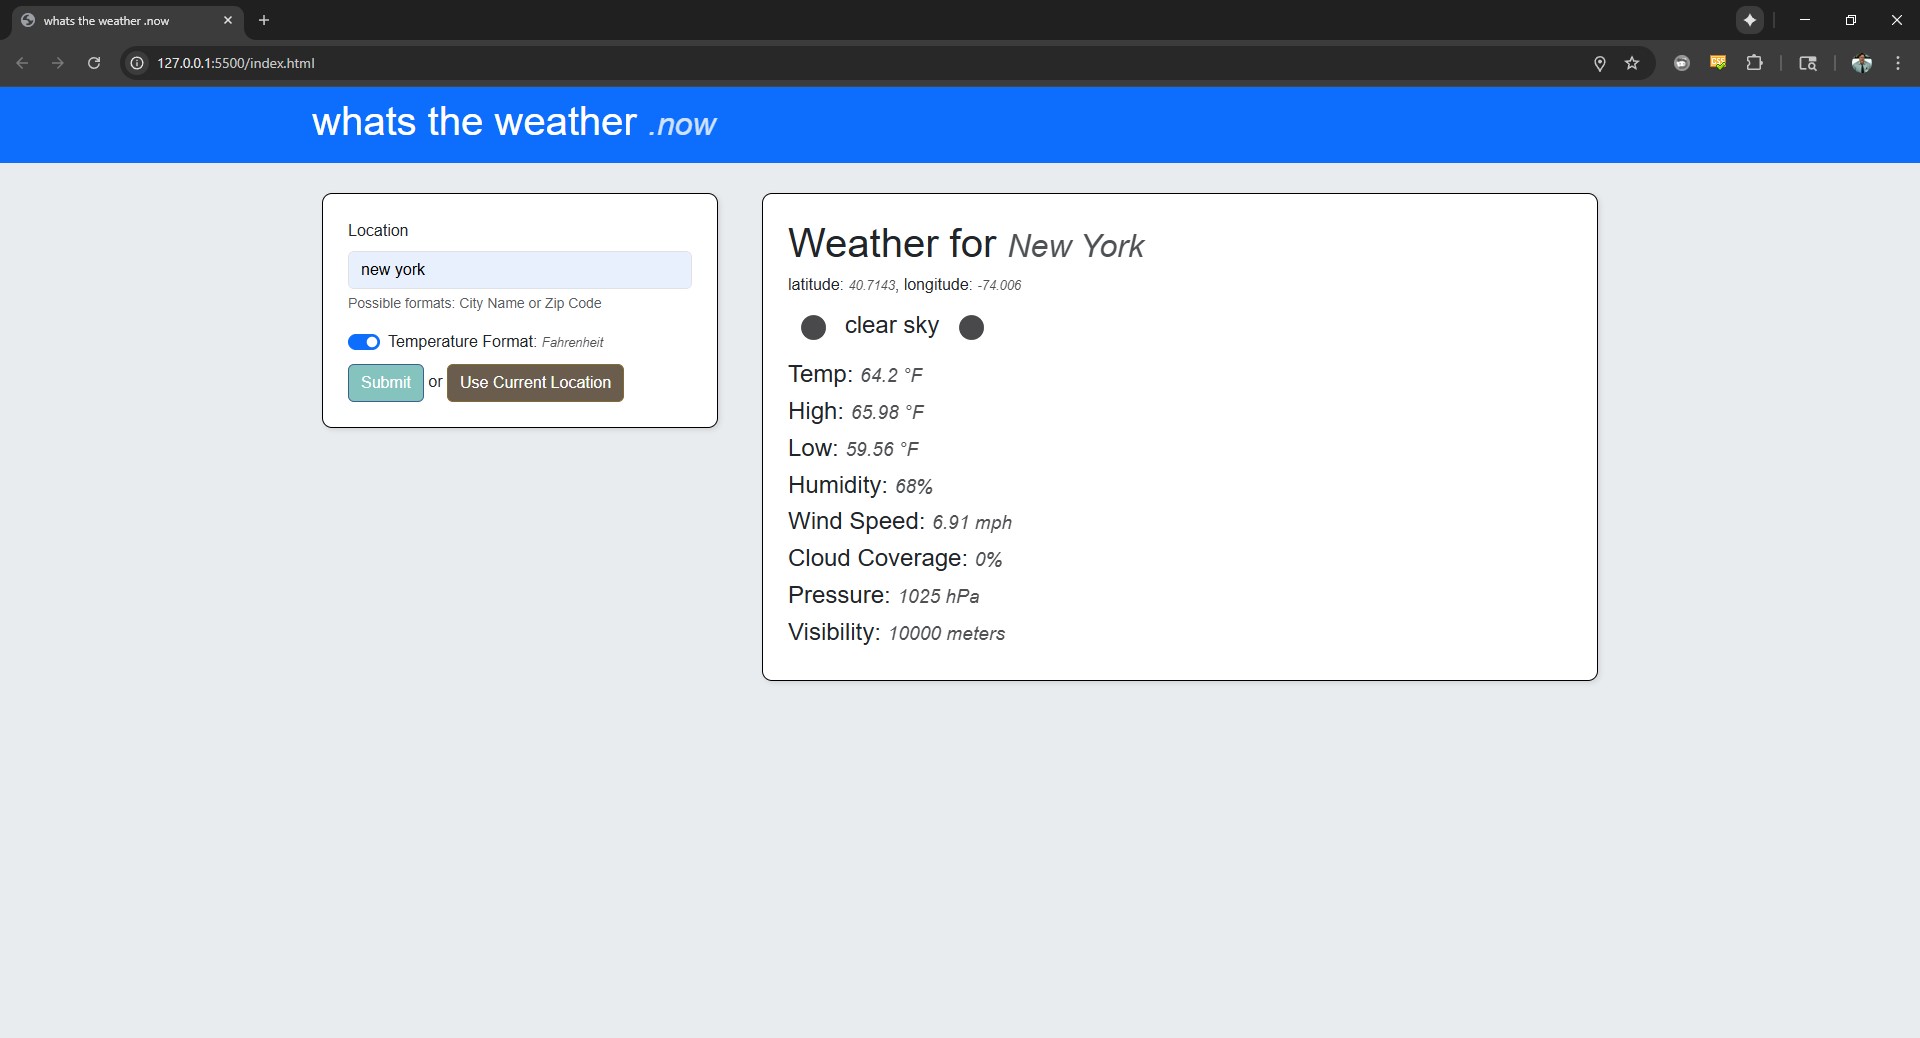 whats the weather .now
127.0.0.1:5500/index.html
whats the weather .now
Location
new york
Possible formats: City Name or Zip Code
Temperature Format: Fahrenheit
Submit or Use Current Location
Weather for New York
latitude: 40.7143, longitude: -74.006
clear sky
Temp: 64.2 °F
High: 65.98 °F
Low: 59.56 °F
Humidity: 68%
Wind Speed: 6.91 mph
Cloud Coverage: 0%
Pressure: 1025 hPa
Visibility: 10000 meters